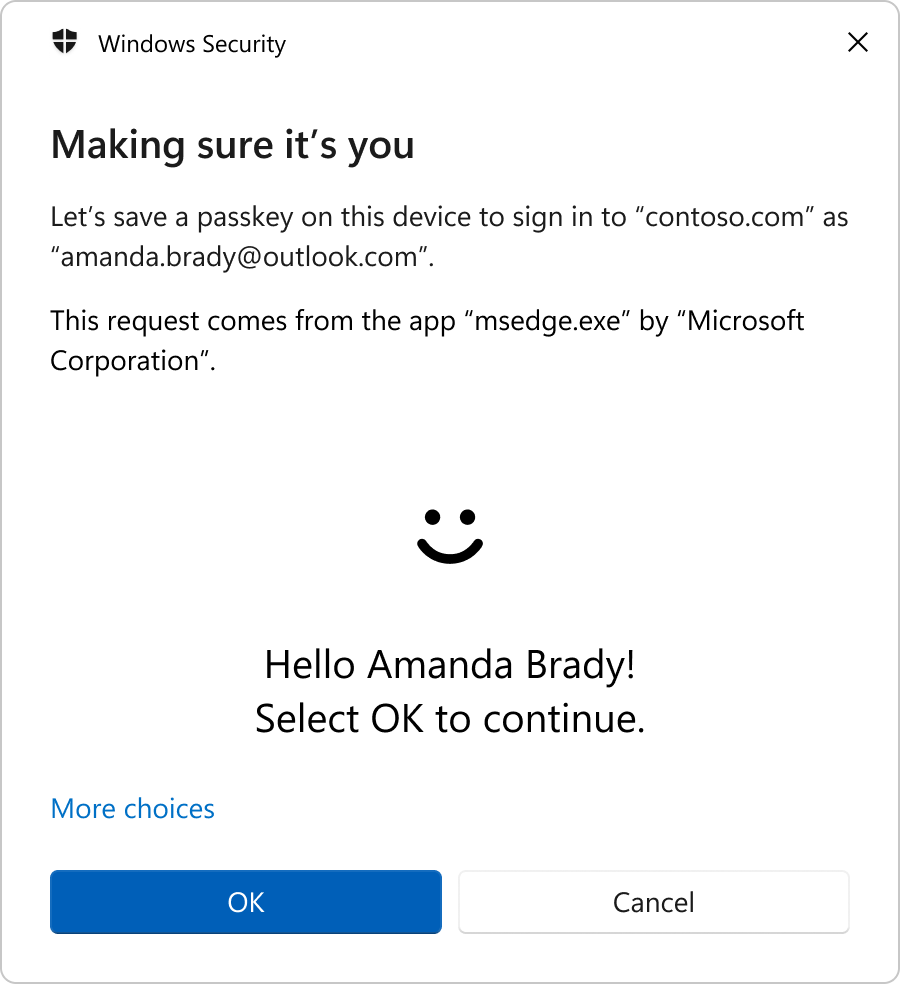 Windows Security
Making sure it’s you
Let’s save a passkey on this device to sign in to “contoso.com” as
“amanda.brady@outlook.com”.
This request comes from the app “msedge.exe” by “Microsoft
Corporation”.
Hello Amanda Brady!
Select OK to continue.
More choices
OK
Cancel